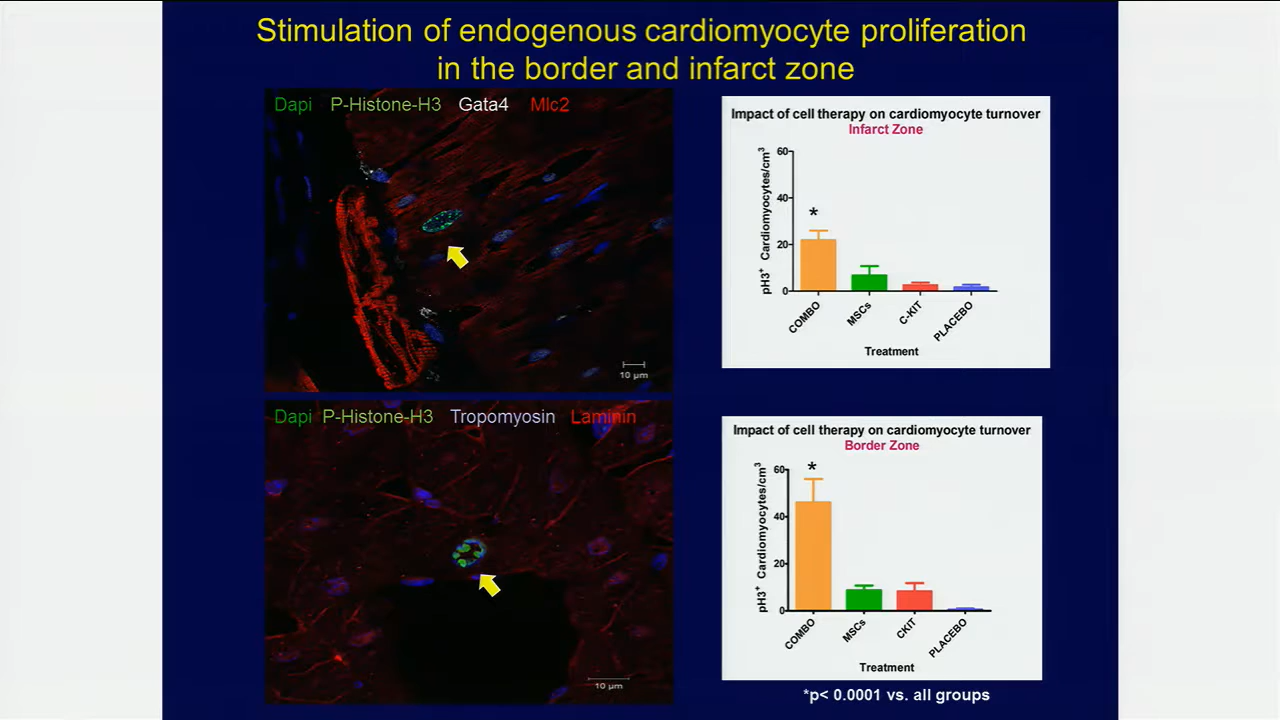 Stimulation of endogenous cardiomyocyte proliferation
in the border and infarct zone
Dapi P-Histone-H3 Gata4 Mlc2
10 µm
Dapi P-Histone-H3 Tropomyosin Laminin
10 µm
Impact of cell therapy on cardiomyocyte turnover
Infarct Zone
pH3+ Cardiomyocytes/cm3
60
40
20
0
*
COMBO
MSCs
C-KIT
PLACEBO
Treatment
Impact of cell therapy on cardiomyocyte turnover
Border Zone
pH3+ Cardiomyocytes/cm3
60
40
20
0
*
COMBO
MSCs
CKIT
PLACEBO
Treatment
*p< 0.0001 vs. all groups